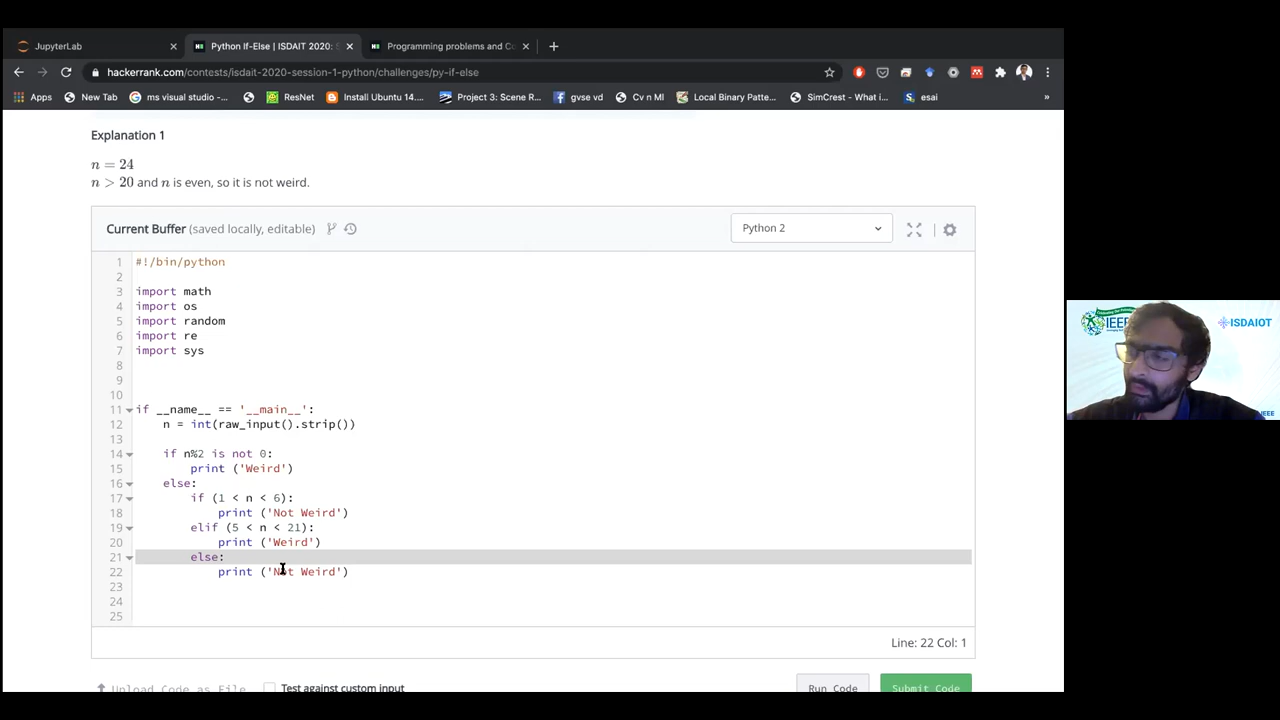 JupyterLab
Python If-Else | ISDAIT 2020:
Programming problems and Co
hackerrank.com/contests/isdait-2020-session-1-python/challenges/py-if-else
Apps
New Tab
ms visual studio -...
ResNet
Install Ubuntu 14....
Project 3: Scene R...
gvse vd
Cv n Ml
Local Binary Patte...
SimCrest - What i...
esai
»
Explanation 1
n = 24
n > 20 and n is even, so it is not weird.
Current Buffer (saved locally, editable)
Python 2
1 #!/bin/python
2
3 import math
4 import os
5 import random
6 import re
7 import sys
8
9
10
11 if __name__ == '__main__':
12 n = int(raw_input().strip())
13
14 if n%2 is not 0:
15 print ('Weird')
16 else:
17 if (1 < n < 6):
18 print ('Not Weird')
19 elif (5 < n < 21):
20 print ('Weird')
21 else:
22 print ('Not Weird')
23
24
25
Line: 22 Col: 1
Upload Code as File
Test against custom input
Run Code
Submit Code
IEEE
ISDAIOT
IEEE